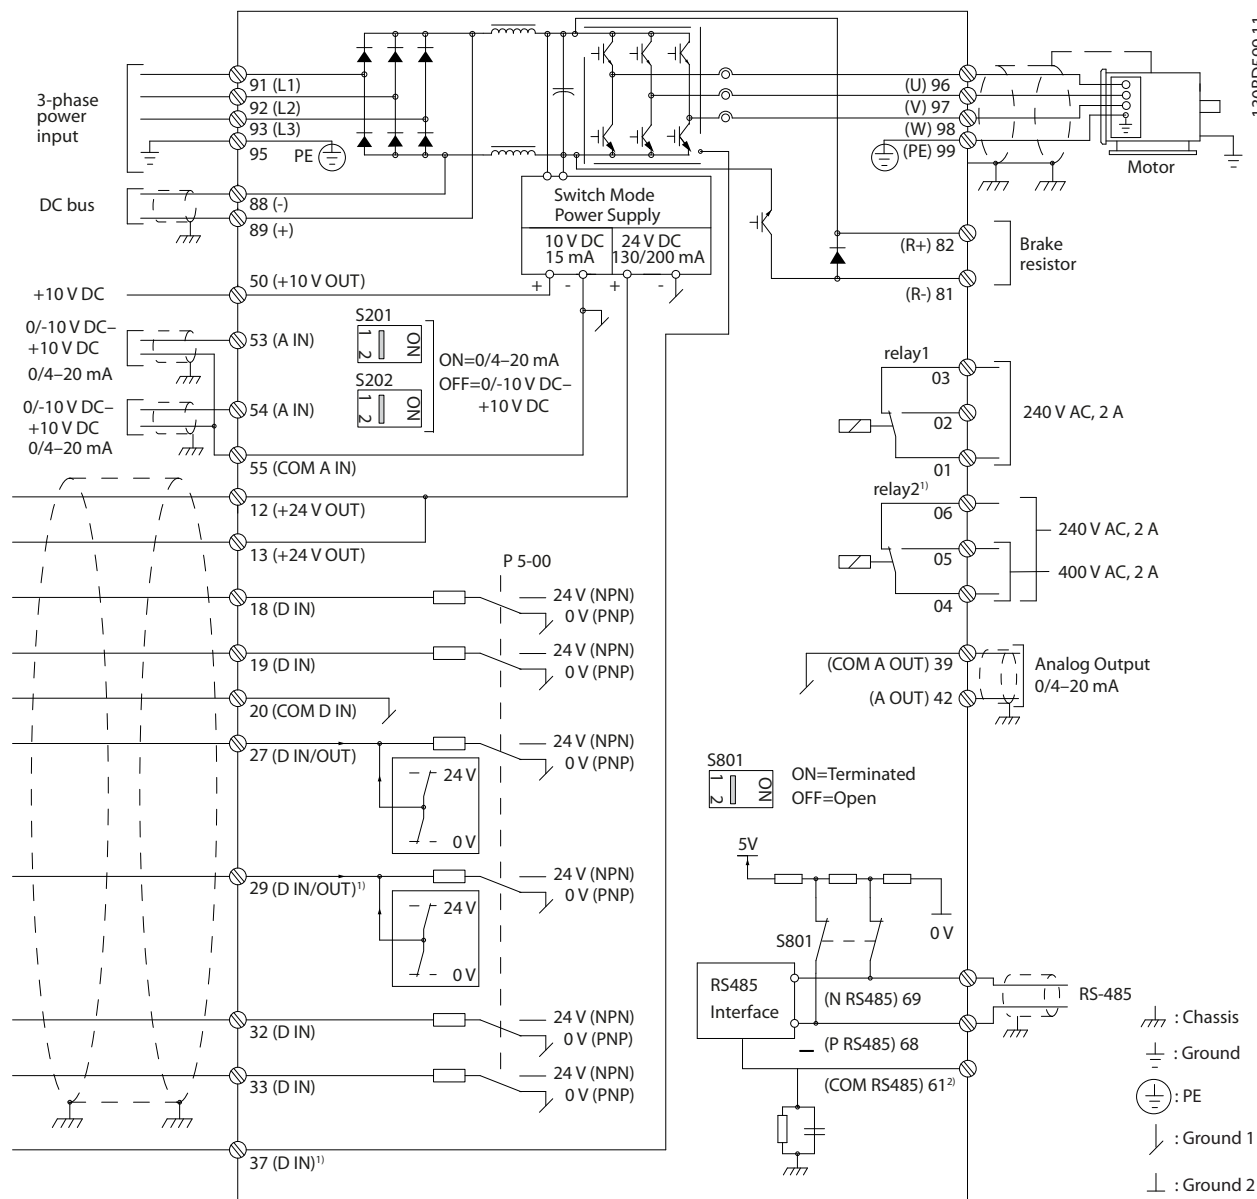 130BD599.11
3-phase
power
input
91 (L1)
92 (L2)
93 (L3)
95
PE
(U) 96
(V) 97
(W) 98
(PE) 99
Motor
DC bus
88 (-)
89 (+)
Switch Mode
Power Supply
10 V DC
15 mA
24 V DC
130/200 mA
+ - + -
(R+) 82
(R-) 81
Brake
resistor
+10 V DC
50 (+10 V OUT)
0/-10 V DC–
+10 V DC
0/4–20 mA
53 (A IN)
S201
1 2 ON
ON=0/4–20 mA
OFF=0/-10 V DC–
+10 V DC
S202
1 2 ON
0/-10 V DC–
+10 V DC
0/4–20 mA
54 (A IN)
55 (COM A IN)
relay1
03
02
01
240 V AC, 2 A
relay2¹⁾
06
05
04
240 V AC, 2 A
400 V AC, 2 A
12 (+24 V OUT)
13 (+24 V OUT)
P 5-00
18 (D IN)
24 V (NPN)
0 V (PNP)
19 (D IN)
24 V (NPN)
0 V (PNP)
20 (COM D IN)
27 (D IN/OUT)
24 V (NPN)
0 V (PNP)
24 V
0 V
29 (D IN/OUT)¹⁾
24 V (NPN)
0 V (PNP)
24 V
0 V
32 (D IN)
24 V (NPN)
0 V (PNP)
33 (D IN)
24 V (NPN)
0 V (PNP)
37 (D IN)¹⁾
(COM A OUT) 39
(A OUT) 42
Analog Output
0/4–20 mA
S801
1 2 ON
ON=Terminated
OFF=Open
5V
0 V
S801
RS485
Interface
(N RS485) 69
(P RS485) 68
(COM RS485) 61²⁾
RS-485
: Chassis
: Ground
: PE
: Ground 1
: Ground 2